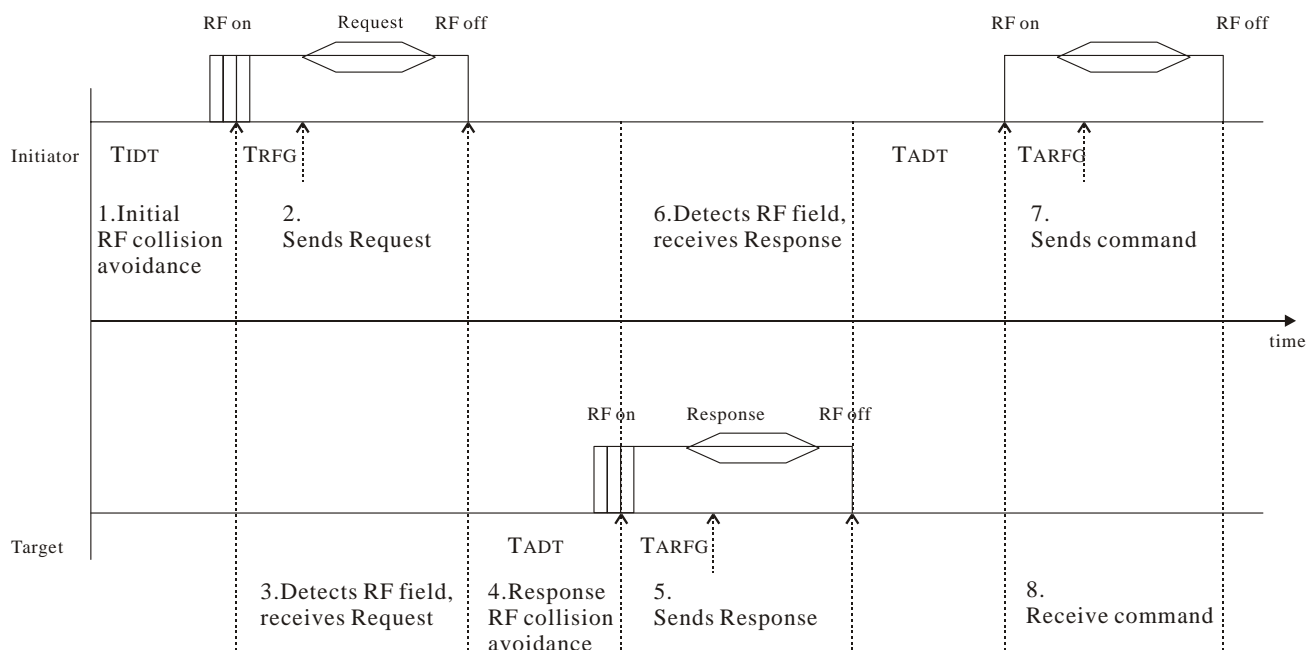 RF on
Request
RF off
RF on
RF off
Initiator
TIDT
TRFG
TADT
TARFG
1.Initial
RF collision
avoidance
2.
Sends Request
6.Detects RF field,
receives Response
7.
Sends command
time
RF on
Response
RF off
Target
TADT
TARFG
3.Detects RF field,
receives Request
4.Response
RF collision
avoidance
5.
Sends Response
8.
Receive command